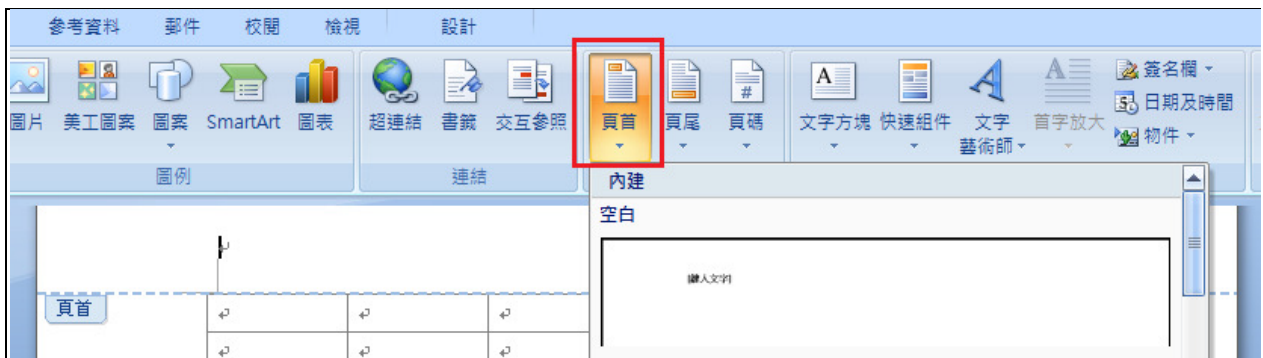 參考資料 郵件 校閱 檢視 設計
圖片 美工圖案 圖案 SmartArt 圖表 超連結 書籤 交互參照 頁首 頁尾 頁碼 文字方塊 快速組件 文字藝術師 首字放大 簽名欄
日期及時間
物件
圖例 連結
內建
空白
[鍵入文字]
頁首